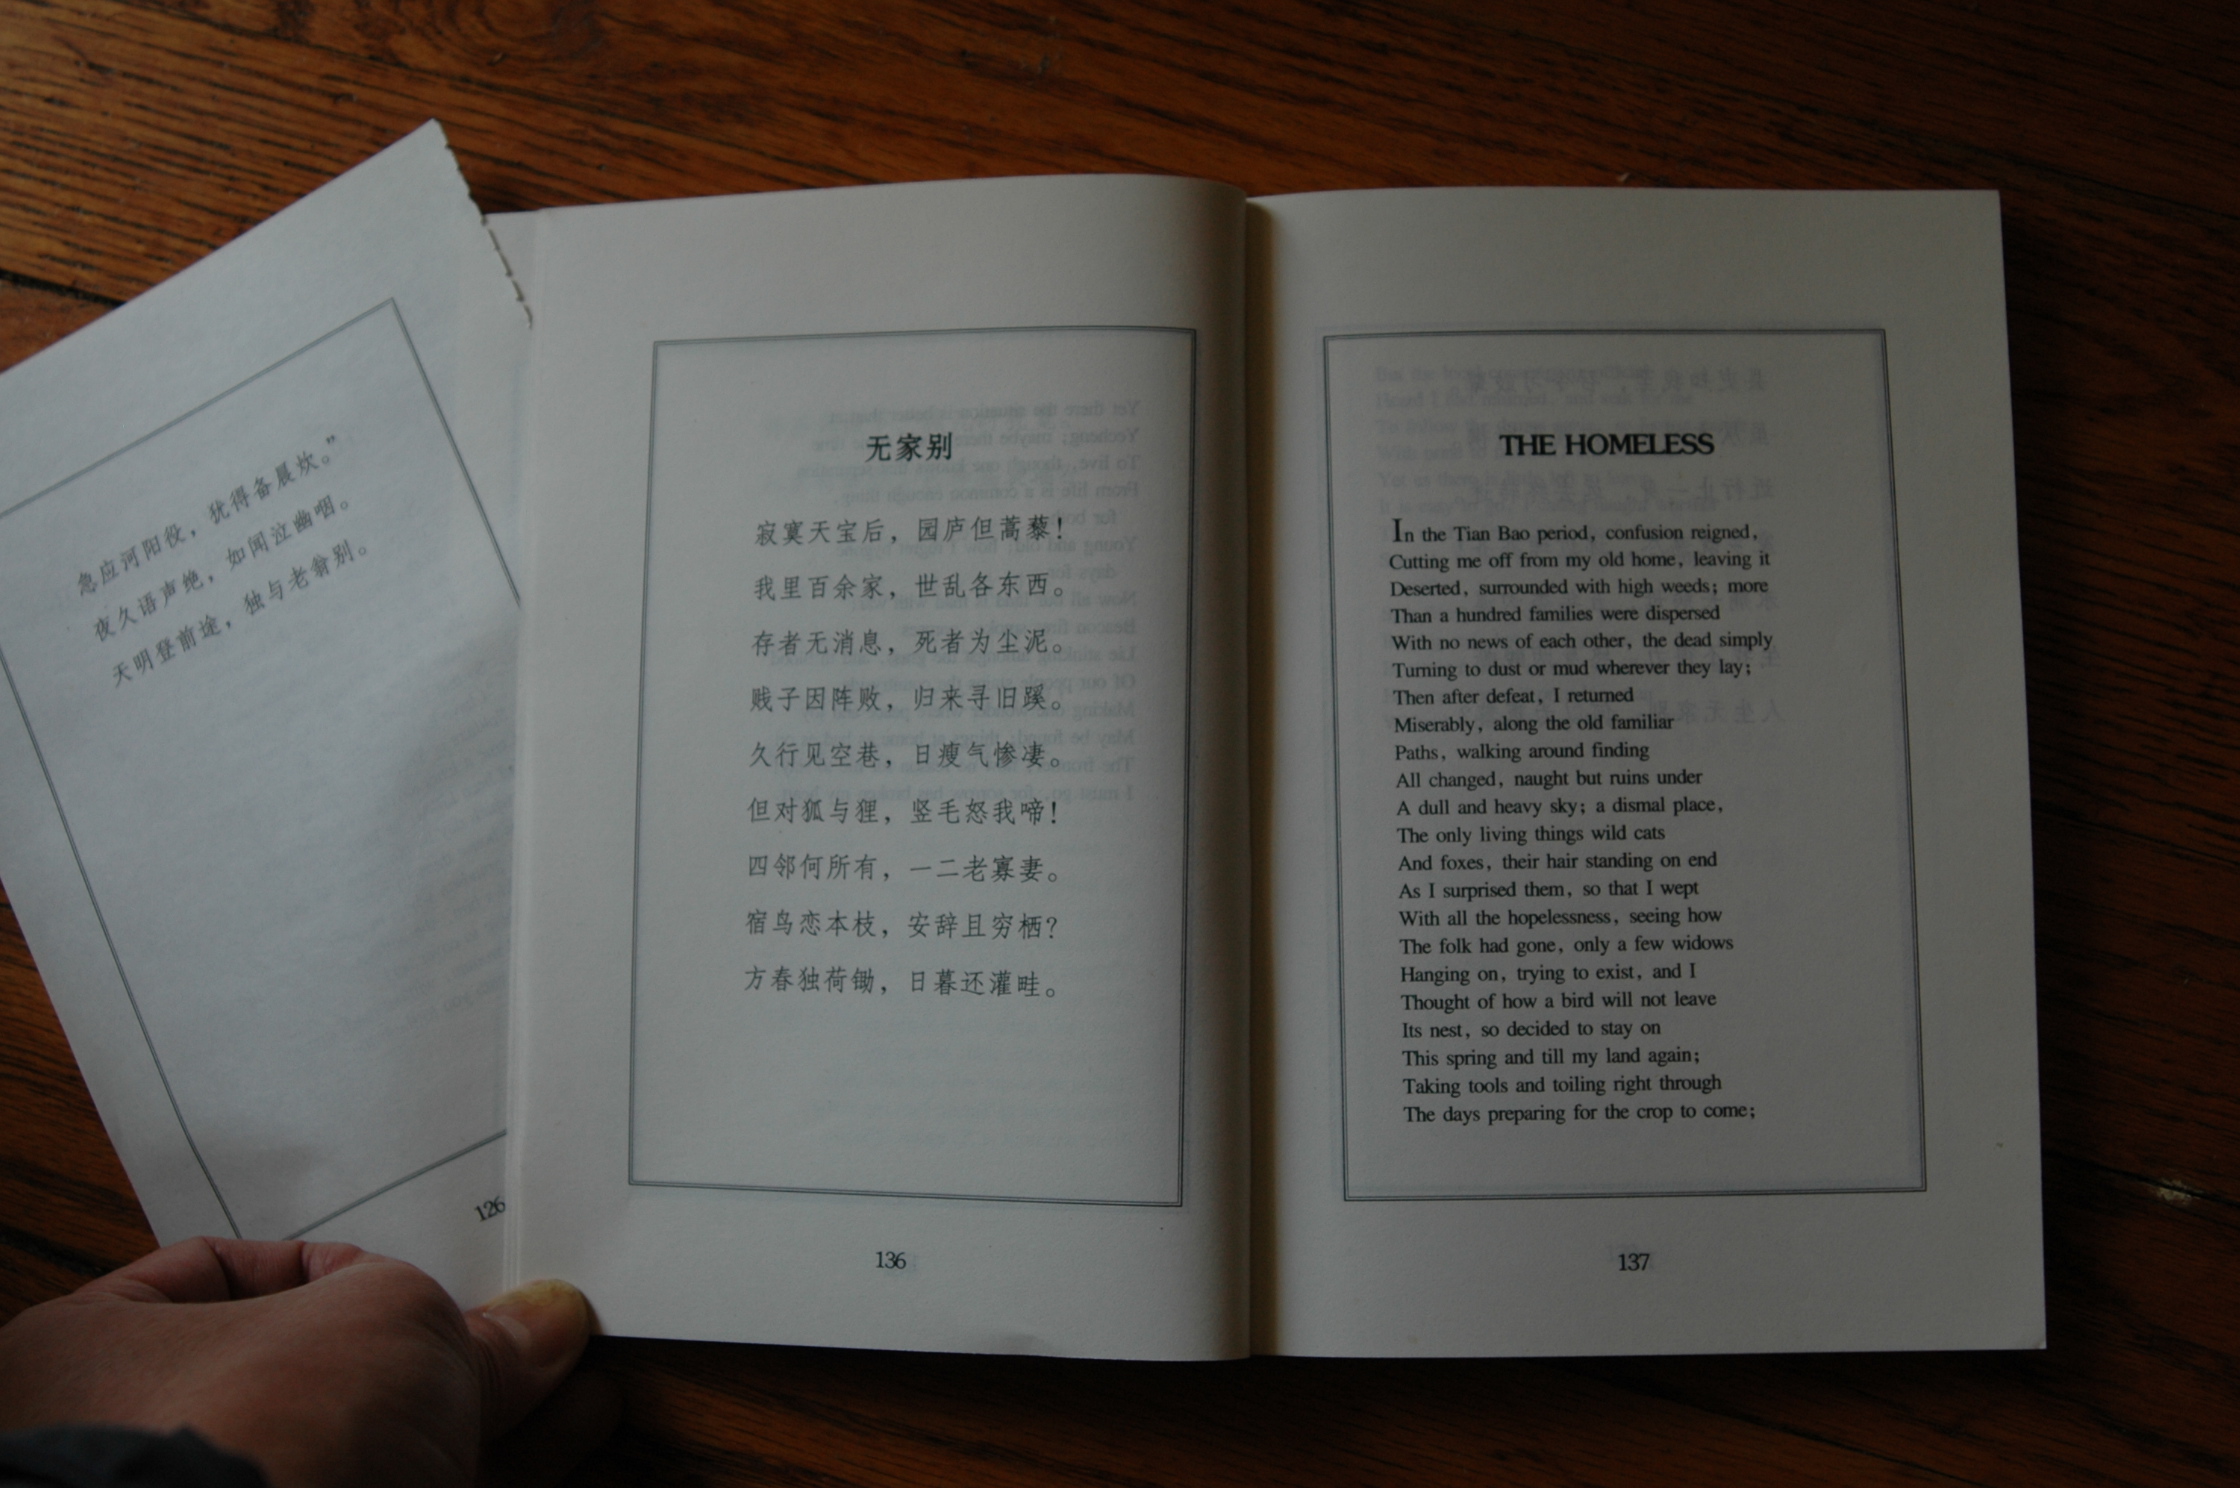 急应河阳役，犹得备晨炊。”
夜久语声绝，如闻泣幽咽。
天明登前途，独与老翁别。
126
无家别
寂寞天宝后，园庐但蒿藜！
我里百余家，世乱各东西。
存者无消息，死者为尘泥。
贱子因阵败，归来寻旧蹊。
久行见空巷，日瘦气惨凄。
但对狐与狸，竖毛怒我啼！
四邻何所有，一二老寡妻。
宿鸟恋本枝，安辞且穷栖？
方春独荷锄，日暮还灌畦。
136
THE HOMELESS
In the Tian Bao period, confusion reigned,
Cutting me off from my old home, leaving it
Deserted, surrounded with high weeds; more
Than a hundred families were dispersed
With no news of each other, the dead simply
Turning to dust or mud wherever they lay;
Then after defeat, I returned
Miserably, along the old familiar
Paths, walking around finding
All changed, naught but ruins under
A dull and heavy sky; a dismal place,
The only living things wild cats
And foxes, their hair standing on end
As I surprised them, so that I wept
With all the hopelessness, seeing how
The folk had gone, only a few widows
Hanging on, trying to exist, and I
Thought of how a bird will not leave
Its nest, so decided to stay on
This spring and till my land again;
Taking tools and toiling right through
The days preparing for the crop to come;
137